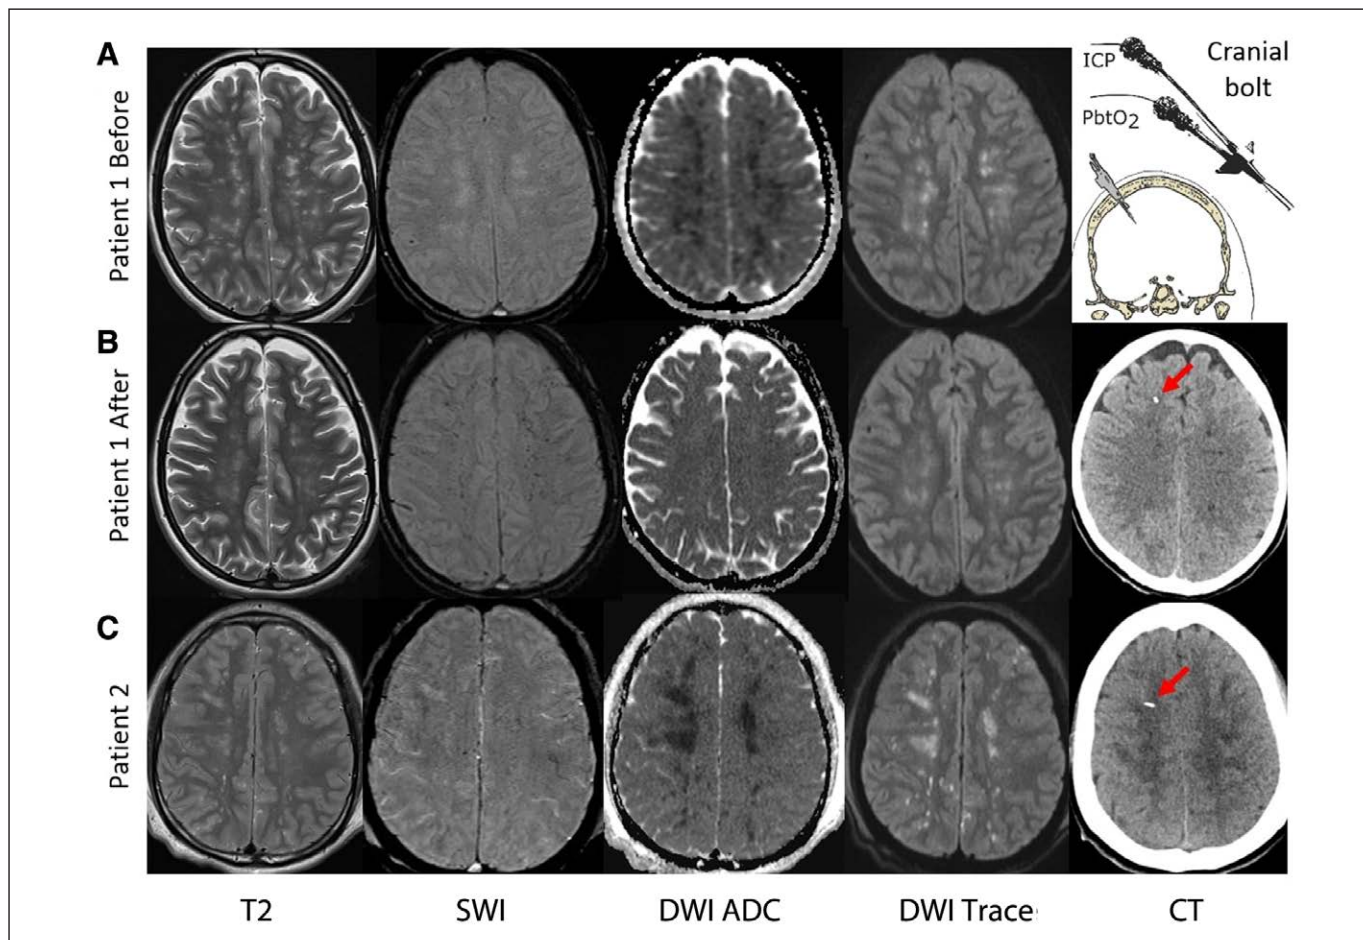 A
Patient 1 Before
ICP
Cranial
bolt
PbtO2
B
Patient 1 After
C
Patient 2
T2
SWI
DWI ADC
DWI Trace
CT